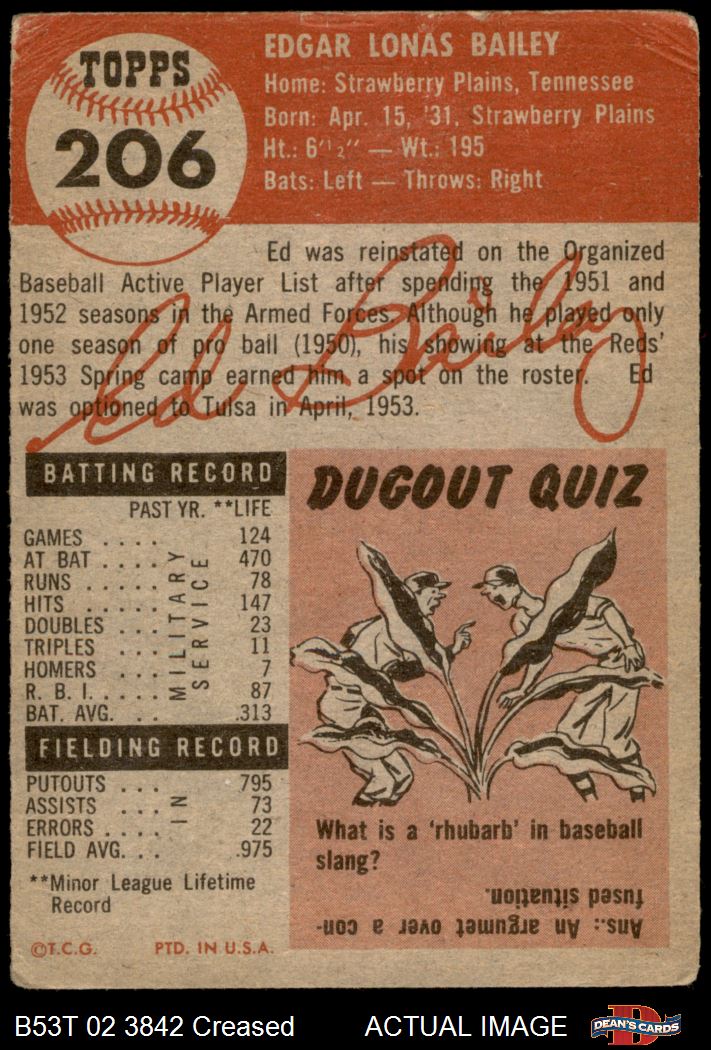 TOPPS
206
EDGAR LONAS BAILEY
Home: Strawberry Plains, Tennessee
Born: Apr. 15, '31, Strawberry Plains
Ht.: 6'½" — Wt.: 195
Bats: Left — Throws: Right
Ed was reinstated on the Organized
Baseball Active Player List after spending the 1951 and
1952 seasons in the Armed Forces. Although he played only
one season of pro ball (1950), his showing at the Reds'
1953 Spring camp earned him a spot on the roster. Ed
was optioned to Tulsa in April, 1953.
Ed Bailey
BATTING RECORD
PAST YR. **LIFE
GAMES .... 124
AT BAT .... 470
RUNS .... 78
HITS ..... 147
DOUBLES ... 23
TRIPLES ... 11
HOMERS ... 7
R. B. I. .... 87
BAT. AVG. ... .313
IN MILITARY SERVICE
FIELDING RECORD
PUTOUTS ... 795
ASSISTS ... 73
ERRORS .... 22
FIELD AVG. .. .975
**Minor League Lifetime
Record
©T.C.G. PTD. IN U.S.A.
DUGOUT QUIZ
What is a 'rhubarb' in baseball
slang?
Ans.: An argumet over a con-
fused situation.
B53T 02 3842 Creased ACTUAL IMAGE
D
DEAN'S CARDS